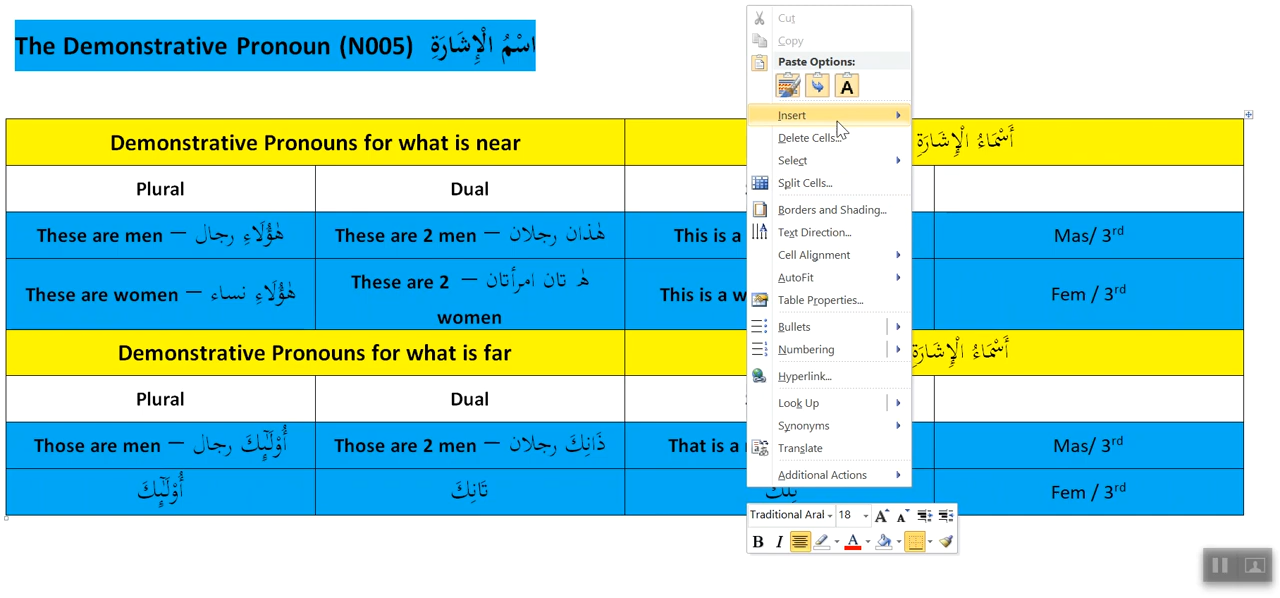 The Demonstrative Pronoun (N005) اسْمُ الْإِشَارَةِ
Demonstrative Pronouns for what is near
أَسْمَاءُ الْإِشَارَةِ
Plural
Dual
These are men – هٰؤُلَاءِ رجال
These are 2 men – هٰذان رجلان
This is a
Mas/ 3rd
These are women – هٰؤُلَاءِ نساء
These are 2 – هٰ تان امرأتان
women
This is a w
Fem / 3rd
Demonstrative Pronouns for what is far
أَسْمَاءُ الْإِشَارَةِ
Plural
Dual
Those are men – أُوْلَٰٓئِكَ رجال
Those are 2 men – ذَانِكَ رجلان
That is a
Mas/ 3rd
أُوْلَٰٓئِكَ
تَانِكَ
تِلْكَ
Fem / 3rd
Cut
Copy
Paste Options:
A
Insert
Delete Cells...
Select
Split Cells...
Borders and Shading...
Text Direction...
Cell Alignment
AutoFit
Table Properties...
Bullets
Numbering
Hyperlink...
Look Up
Synonyms
Translate
Additional Actions
Traditional Aral 18 A A
B I A